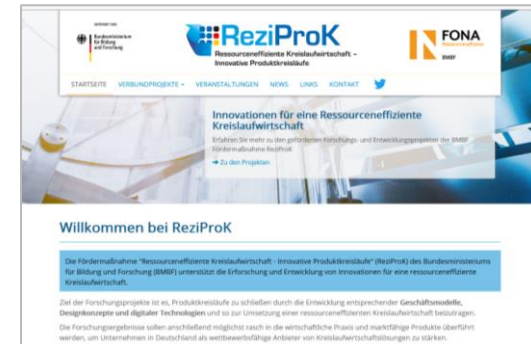 GEFÖRDERT VOM
Bundesministerium
für Bildung
und Forschung
ReziProK
Ressourceneffiziente Kreislaufwirtschaft –
Innovative Produktkreisläufe
FONA
Ressourceneffizienz
BMBF
STARTSEITE VERBUNDPROJEKTE VERANSTALTUNGEN NEWS LINKS KONTAKT
Innovationen für eine Ressourceneffiziente
Kreislaufwirtschaft
Erfahren Sie mehr zu den geförderten Forschungs- und Entwicklungsprojekten der BMBF
Fördermaßnahme ReziProK
➔ Zu den Projekten
Willkommen bei ReziProK
Die Fördermaßnahme "Ressourceneffiziente Kreislaufwirtschaft - Innovative Produktkreisläufe" (ReziProK) des Bundesministeriums
für Bildung und Forschung (BMBF) unterstützt die Erforschung und Entwicklung von Innovationen für eine ressourceneffiziente
Kreislaufwirtschaft.
Ziel der Forschungsprojekte ist es, Produktkreisläufe zu schließen durch die Entwicklung entsprechender Geschäftsmodelle,
Designkonzepte und digitaler Technologien und so zur Umsetzung einer ressourceneffizienten Kreislaufwirtschaft beizutragen.
Die Forschungsergebnisse sollen anschließend möglichst rasch in die wirtschaftliche Praxis und marktfähige Produkte überführt
werden, um Unternehmen in Deutschland als wettbewerbsfähige Anbieter von Kreislaufwirtschaftslösungen zu stärken.